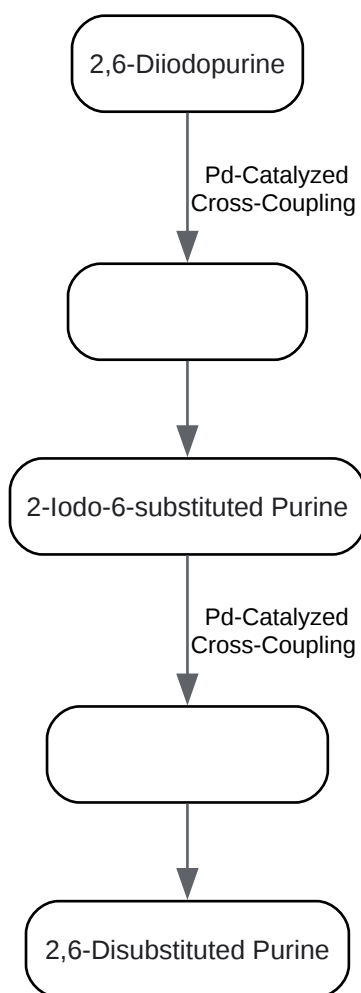 2,6-Diiodopurine
Pd-Catalyzed
Cross-Coupling
2-Iodo-6-substituted Purine
Pd-Catalyzed
Cross-Coupling
2,6-Disubstituted Purine